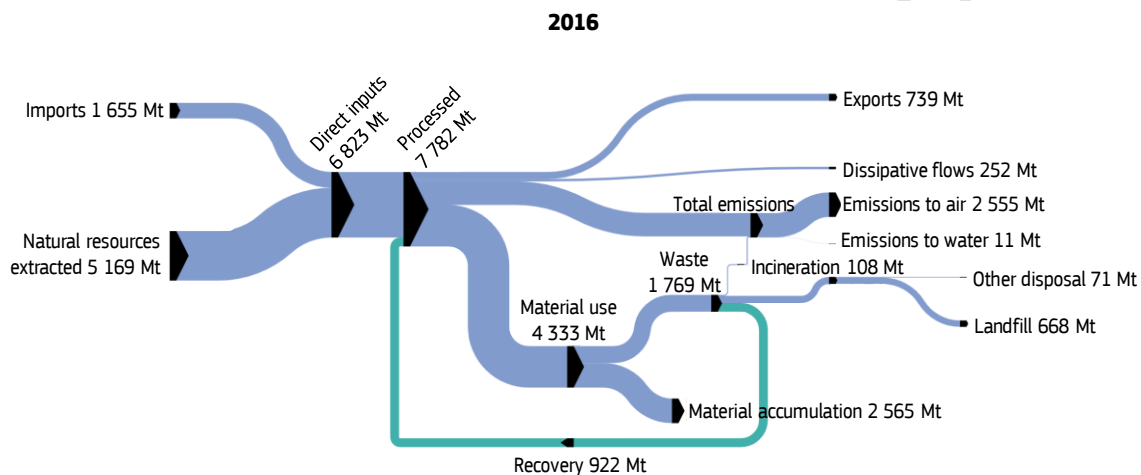 2016
Imports 1 655 Mt
Direct inputs
6 823 Mt
Processed
7 782 Mt
Exports 739 Mt
Dissipative flows 252 Mt
Total emissions
Emissions to air 2 555 Mt
Emissions to water 11 Mt
Natural resources
extracted 5 169 Mt
Waste
1 769 Mt
Incineration 108 Mt
Other disposal 71 Mt
Material use
4 333 Mt
Landfill 668 Mt
Material accumulation 2 565 Mt
Recovery 922 Mt